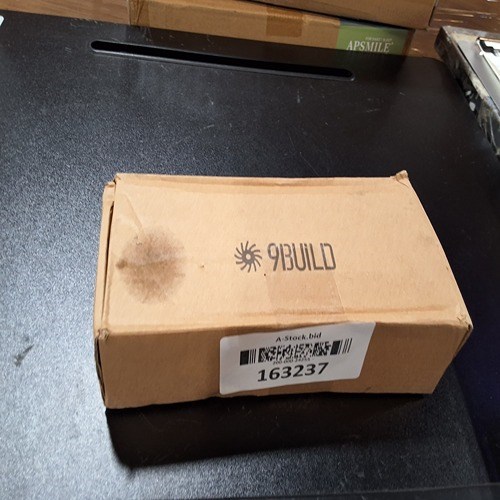 APSMILE
9BUILD
A-Stock.bid
163237